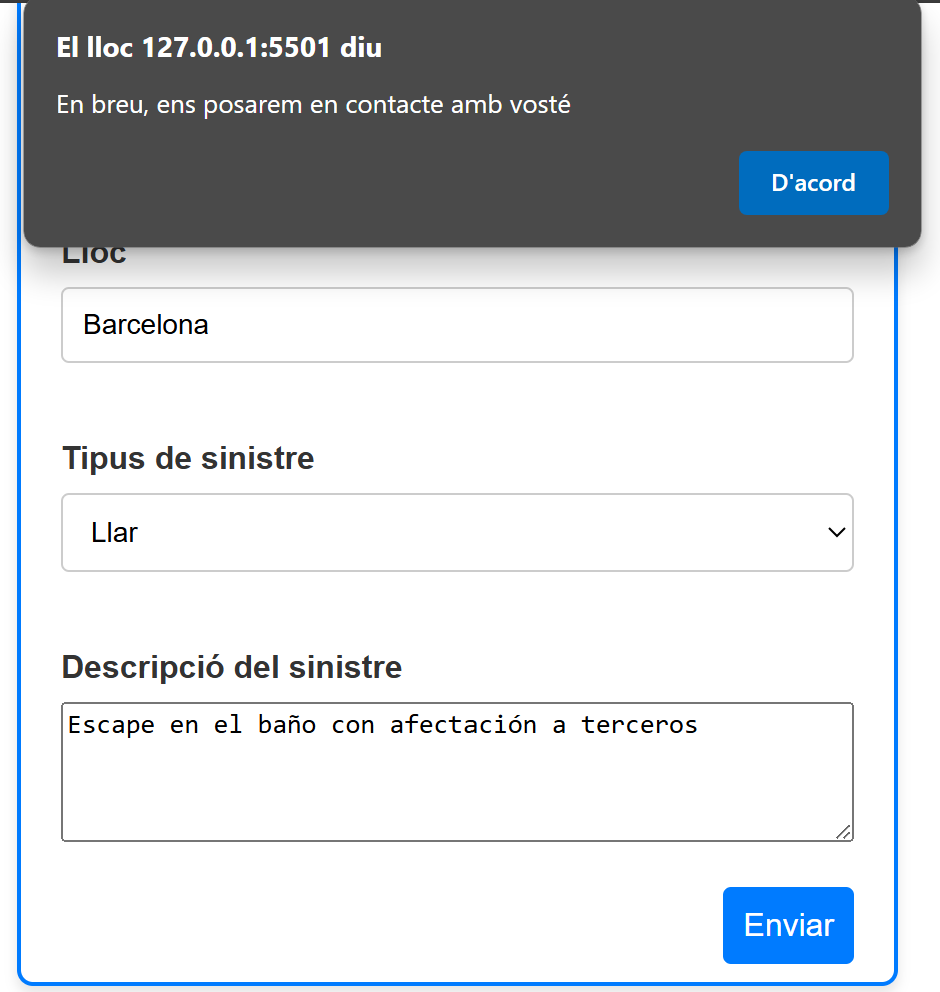 El lloc 127.0.0.1:5501 diu
En breu, ens posarem en contacte amb vosté
D'acord
Lloc
Barcelona
Tipus de sinistre
Llar
Descripció del sinistre
Escape en el baño con afectación a terceros
Enviar